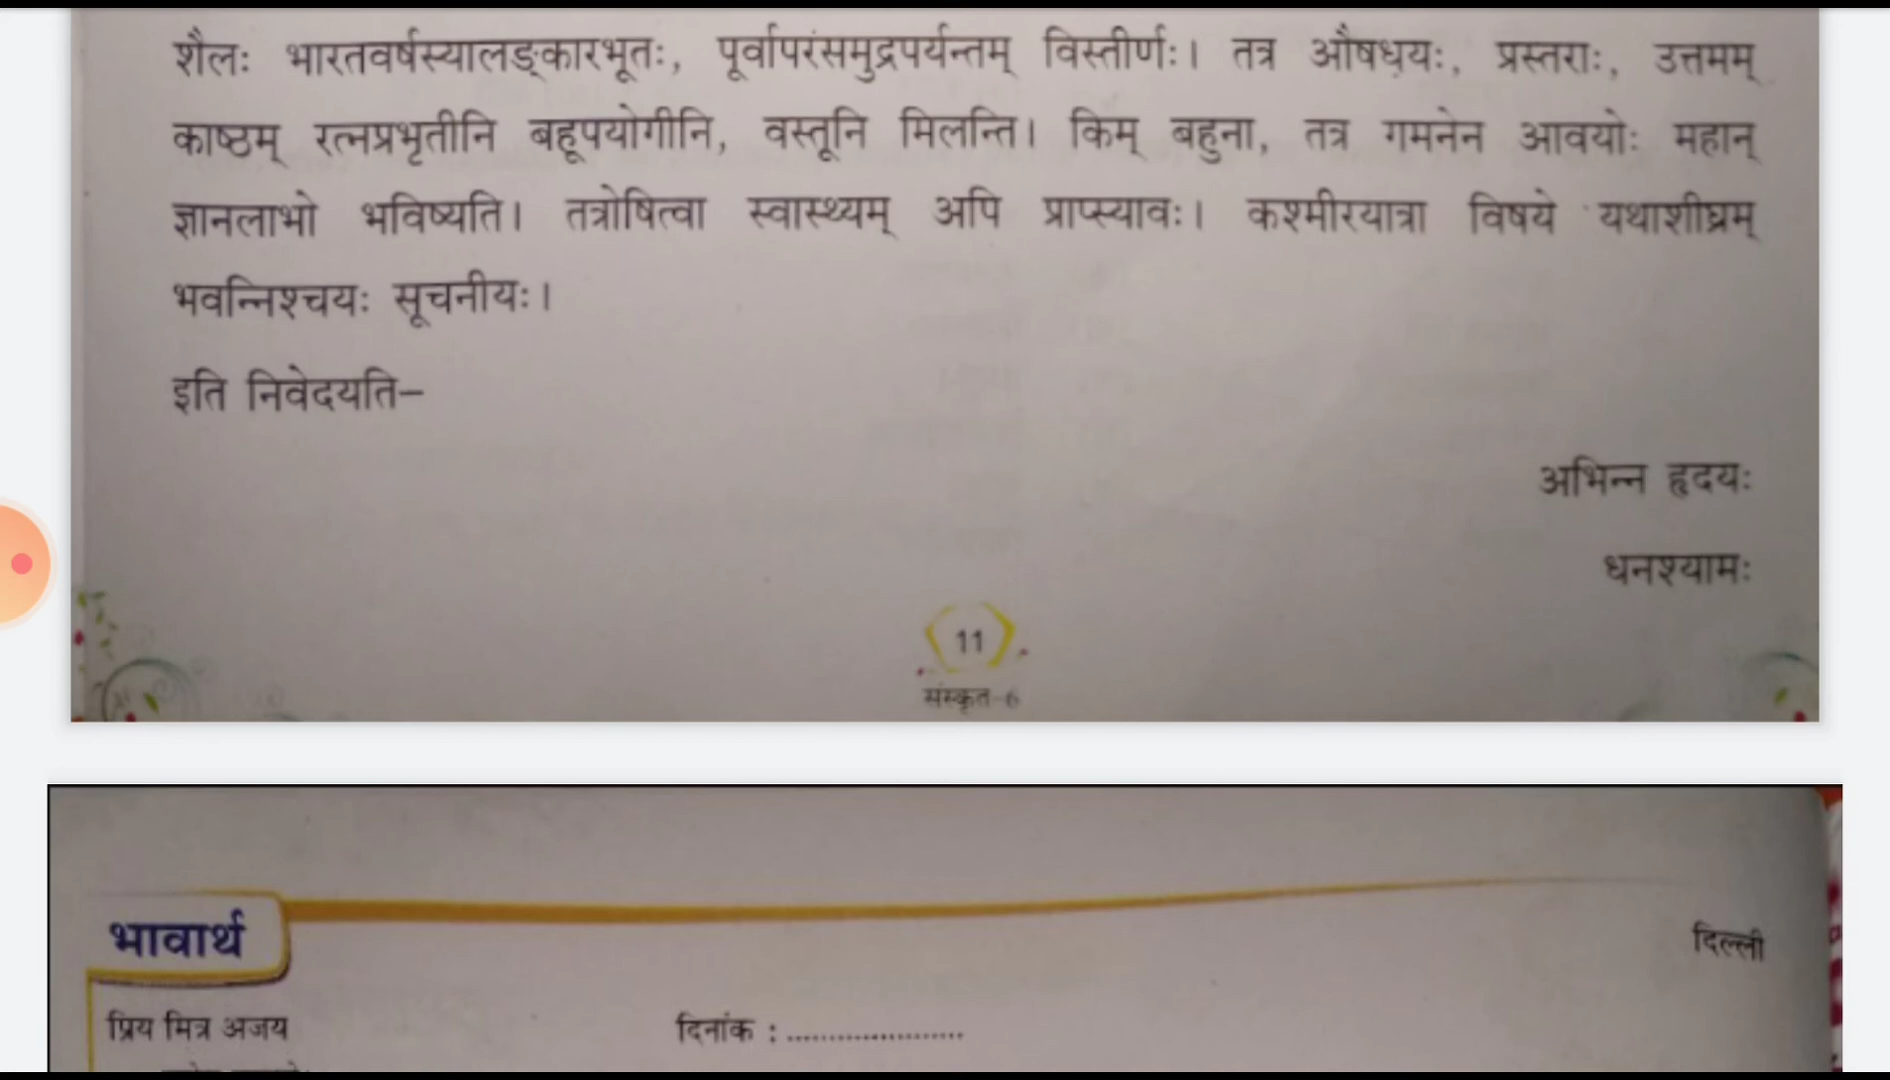 शैलः भारतवर्षस्यालङ्कारभूतः, पूर्वापरंसमुद्रपर्यन्तम् विस्तीर्णः। तत्र औषधयः, प्रस्तराः, उत्तमम्
काष्ठम् रत्नप्रभृतीनि बहूपयोगीनि, वस्तूनि मिलन्ति। किम् बहुना, तत्र गमनेन आवयोः महान्
ज्ञानलाभो भविष्यति। तत्रोषित्वा स्वास्थ्यम् अपि प्राप्स्यावः। कश्मीरयात्रा विषये यथाशीघ्रम्
भवन्निश्चयः सूचनीयः।
इति निवेदयति–
अभिन्न हृदयः
धनश्यामः
11
संस्कृत-6
भावार्थ
दिल्ली
प्रिय मित्र अजय दिनांक : ......................